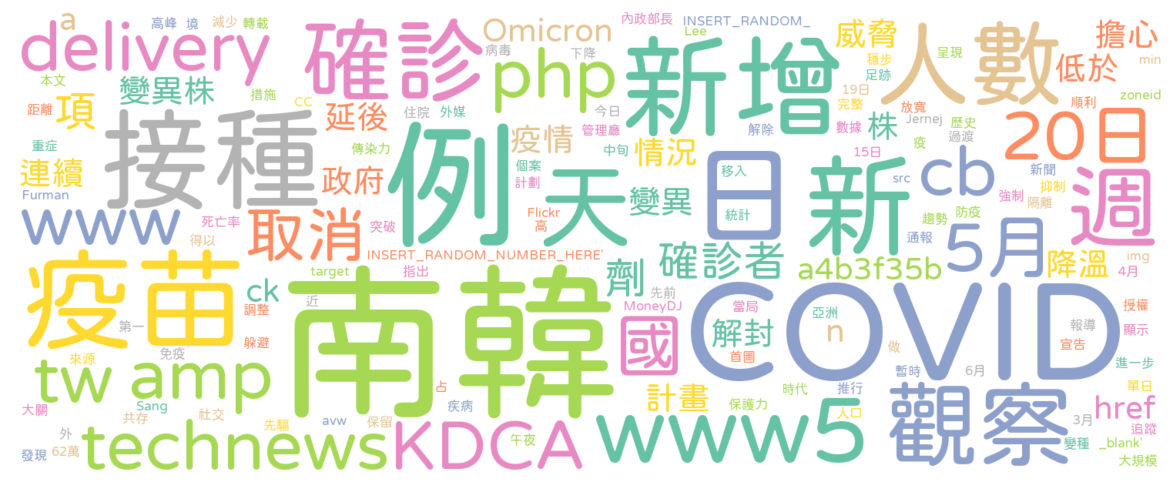 a 高峰 境 減少 轉載 內政部長 INSERT_RANDOM_
delivery 確診 Omicron Lee 威脅 人數 擔心
病毒 下降 php 新增 穩步 呈現 低於 min
本文 變異株 措施 CC 足跡 19日 完整 zoneid
距離 項 延後 住院 外媒 今日 放寬 順利
接種 疫情 管理廳 解除 數據 株 Jernej 歷史 20日
重症 傳染力 例 中旬 情況 疫 過渡
連續 政府 個案 天 日 移入 15日 新 cb 新聞 週
Furman 計劃 變異 src 抑制
www 死亡率 取消 突破 Flickr 高 統計 趨勢 防疫 強制 隔離
得以 INSERT_RANDOM_NUMBER_HERE' 確診者 通報 5月 img
疫苗 ck target 指出 劑 a4b3f35b 降溫 4月
南韓 近 先前 COVID
調整 MoneyDJ 當局 亞洲 授權
第一 國 解封 n 報導 顯示
躲避 首圖 做 宣告
來源 免疫 進一步
tw amp 占 計畫 時代 推行 暫時 6月 單日
大關 共存 Sang 社交 疾病 保護力 人口 觀察 3月 href
外 先驅 avw 保留 www5 追蹤
發現 62萬 technews KDCA 午夜 變種 _blank'
大規模